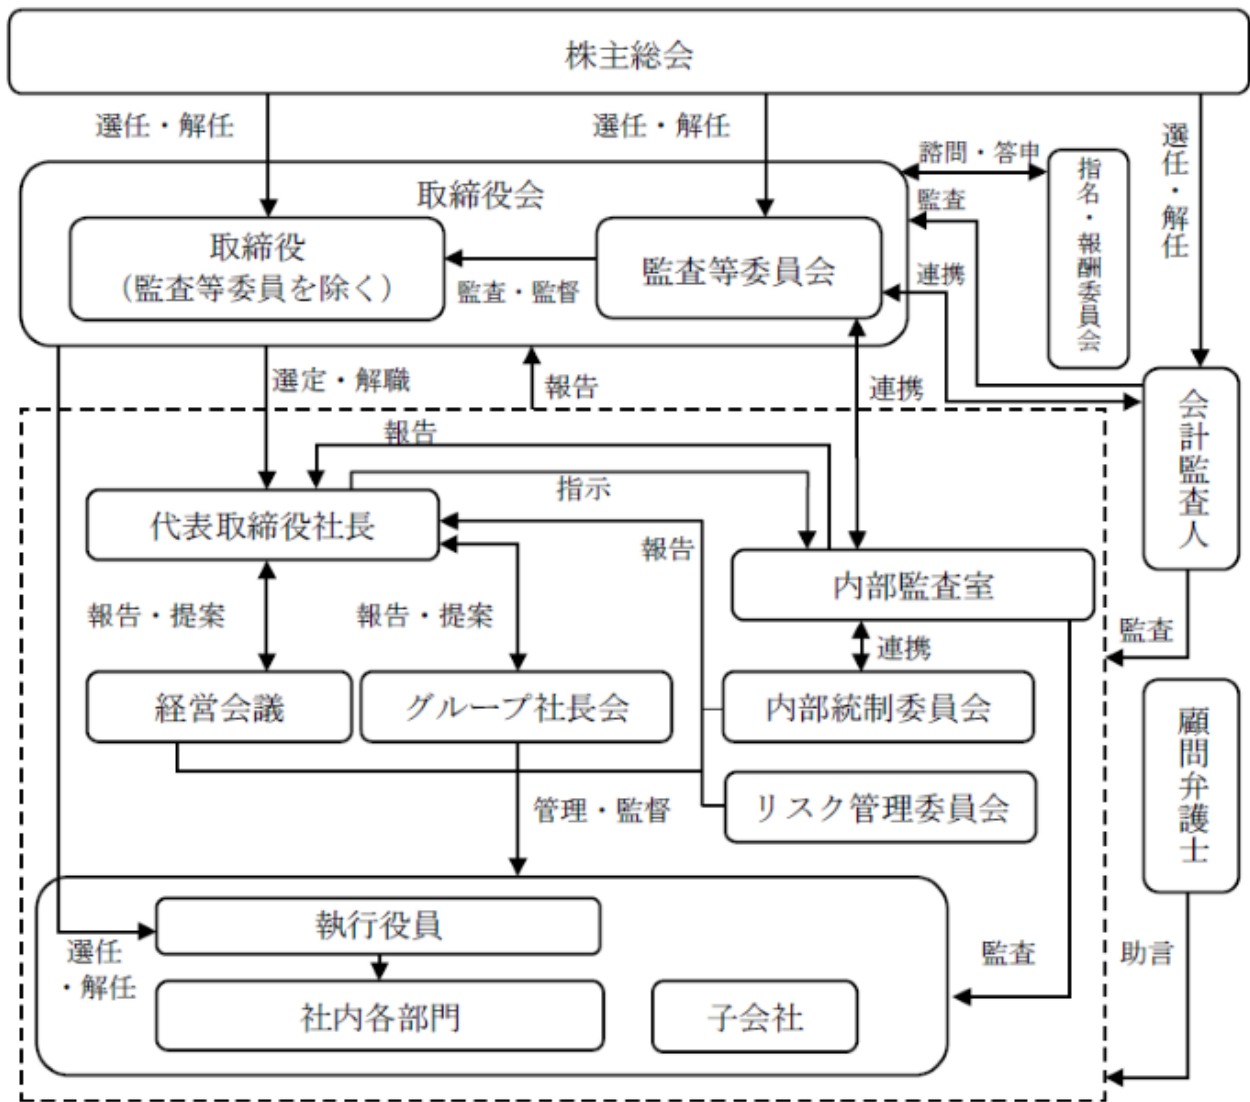 株主総会
選任・解任
選任・解任
選任・解任
諮問・答申
指名・報酬委員会
取締役会
監査
取締役
（監査等委員を除く）
監査等委員会
監査・監督
連携
選定・解職
報告
連携
会計監査人
報告
指示
代表取締役社長
報告
内部監査室
報告・提案
報告・提案
連携
監査
経営会議
グループ社長会
内部統制委員会
顧問弁護士
管理・監督
リスク管理委員会
執行役員
選任
・解任
監査
助言
社内各部門
子会社